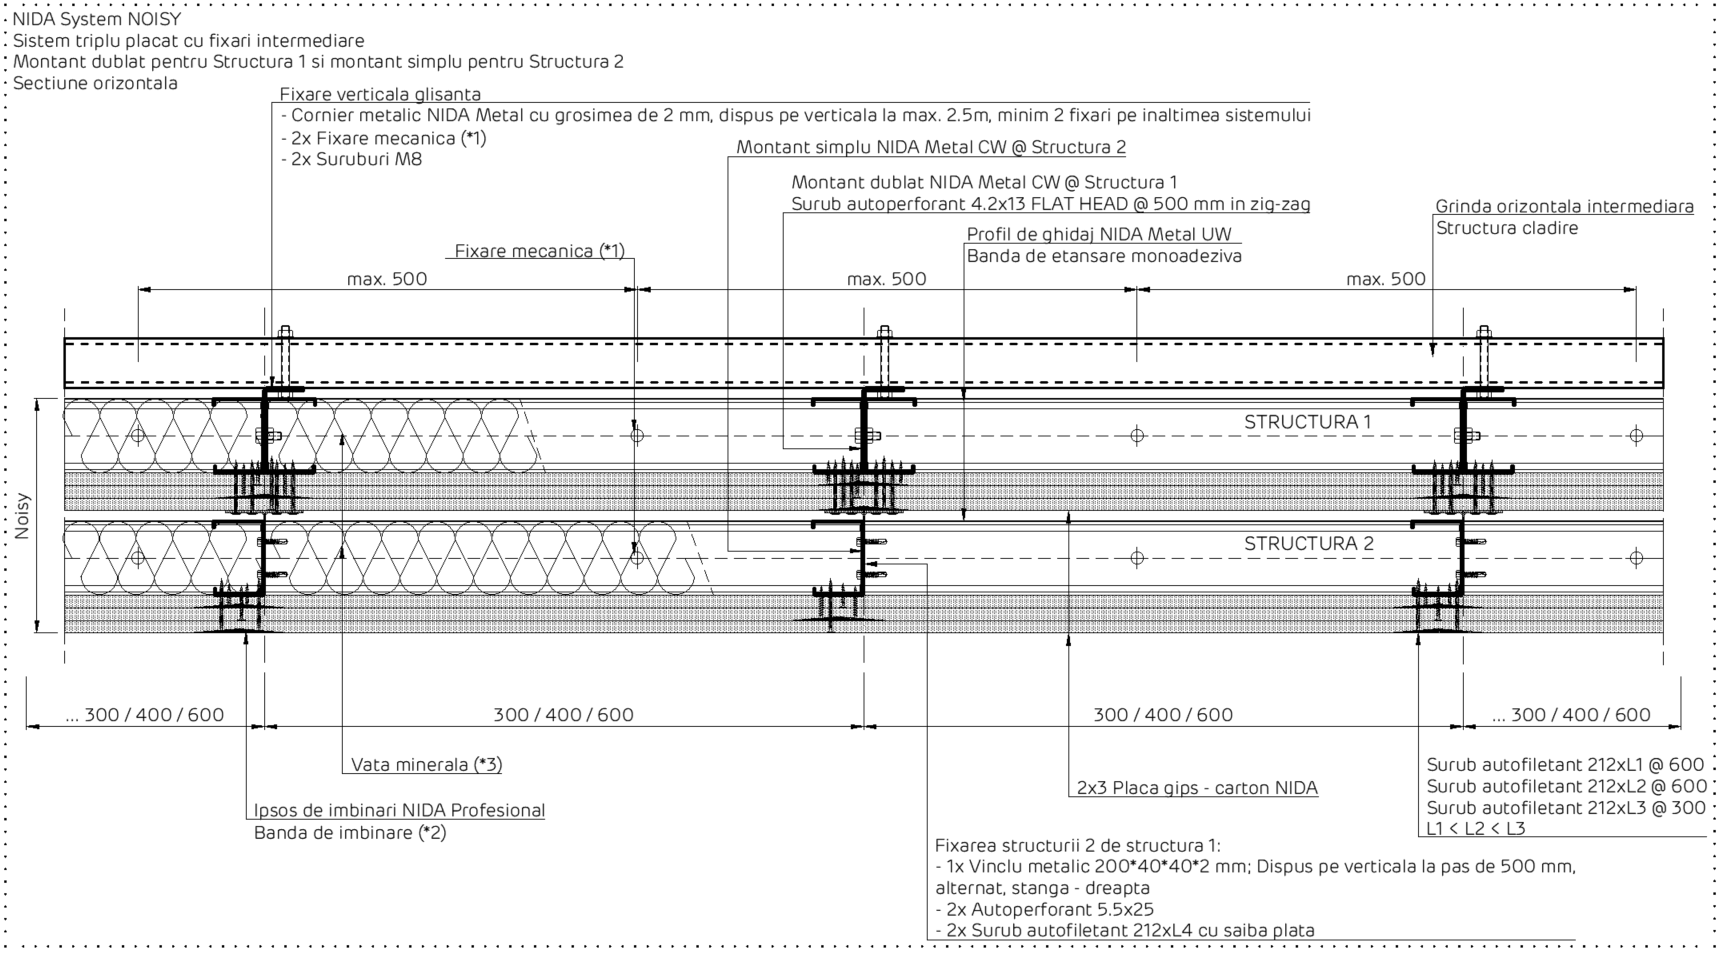 NIDA System NOISY
Sistem triplu placat cu fixari intermediare
Montant dublat pentru Structura 1 si montant simplu pentru Structura 2
Sectiune orizontala
Fixare verticala glisanta
- Cornier metalic NIDA Metal cu grosimea de 2 mm, dispus pe verticala la max. 2.5m, minim 2 fixari pe inaltimea sistemului
- 2x Fixare mecanica (*1)
- 2x Suruburi M8
Montant simplu NIDA Metal CW @ Structura 2
Montant dublat NIDA Metal CW @ Structura 1
Surub autoperforant 4.2x13 FLAT HEAD @ 500 mm in zig-zag
Grinda orizontala intermediara
Structura cladire
Profil de ghidaj NIDA Metal UW
Banda de etansare monoadeziva
Fixare mecanica (*1)
max. 500
max. 500
max. 500
STRUCTURA 1
Noisy
STRUCTURA 2
... 300 / 400 / 600
300 / 400 / 600
300 / 400 / 600
... 300 / 400 / 600
Vata minerala (*3)
Ipsos de imbinari NIDA Profesional
Banda de imbinare (*2)
2x3 Placa gips - carton NIDA
Surub autofiletant 212xL1 @ 600
Surub autofiletant 212xL2 @ 600
Surub autofiletant 212xL3 @ 300
L1 < L2 < L3
Fixarea structurii 2 de structura 1:
- 1x Vinclu metalic 200*40*40*2 mm; Dispus pe verticala la pas de 500 mm,
alternat, stanga - dreapta
- 2x Autoperforant 5.5x25
- 2x Surub autofiletant 212xL4 cu saiba plata